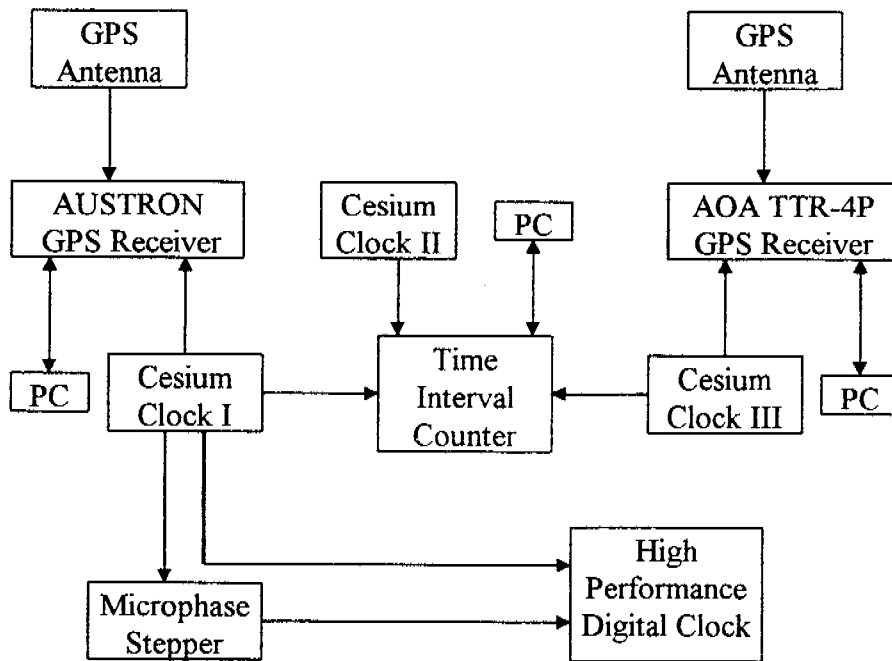 GPS
Antenna
GPS
Antenna
AUSTRON
GPS Receiver
Cesium
Clock II
PC
AOA TTR-4P
GPS Receiver
PC
Cesium
Clock I
Time
Interval
Counter
Cesium
Clock III
PC
Microphase
Stepper
High
Performance
Digital Clock